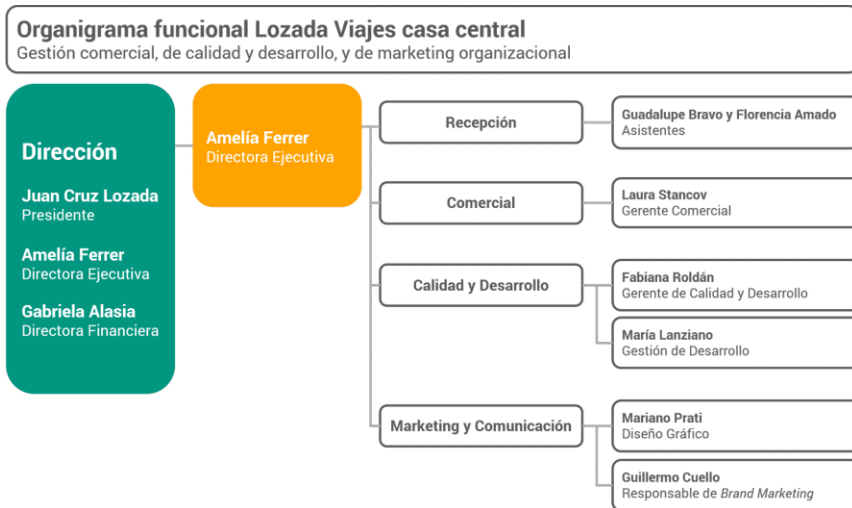 Organigrama funcional Lozada Viajes casa central
Gestión comercial, de calidad y desarrollo, y de marketing organizacional
Dirección
Juan Cruz Lozada
Presidente
Amelía Ferrer
Directora Ejecutiva
Gabriela Alasia
Directora Financiera
Amelía Ferrer
Directora Ejecutiva
Recepción
Guadalupe Bravo y Florencia Amado
Asistentes
Comercial
Laura Stancov
Gerente Comercial
Calidad y Desarrollo
Fabiana Roldán
Gerente de Calidad y Desarrollo
María Lanziano
Gestión de Desarrollo
Marketing y Comunicación
Mariano Prati
Diseño Gráfico
Guillermo Cuello
Responsable de Brand Marketing